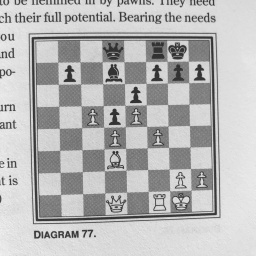 to be hemmed in by pawns. They need
ch their full potential. Bearing the needs
ou
and
po-
urn
ant
e in
t is
)
DIAGRAM 77.